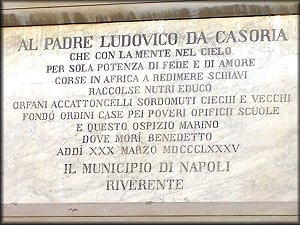 AL PADRE LUDOVICO DA CASORIA
CHE CON LA MENTE NEL CIELO
PER SOLA POTENZA DI FEDE E DI AMORE
CORSE IN AFRICA A REDIMERE SCHIAVI
RACCOLSE NUTRI EDUCO
ORFANI ACCATTONCELLI SORDOMUTI CIECHI E VECCHI
FONDÒ ORDINI CASE PEI POVERI OPIFICII SCUOLE
E QUESTO OSPIZIO MARINO
DOVE MORÌ BENEDETTO
ADDÌ XXX MARZO MDCCCLXXXV
IL MUNICIPIO DI NAPOLI
RIVERENTE